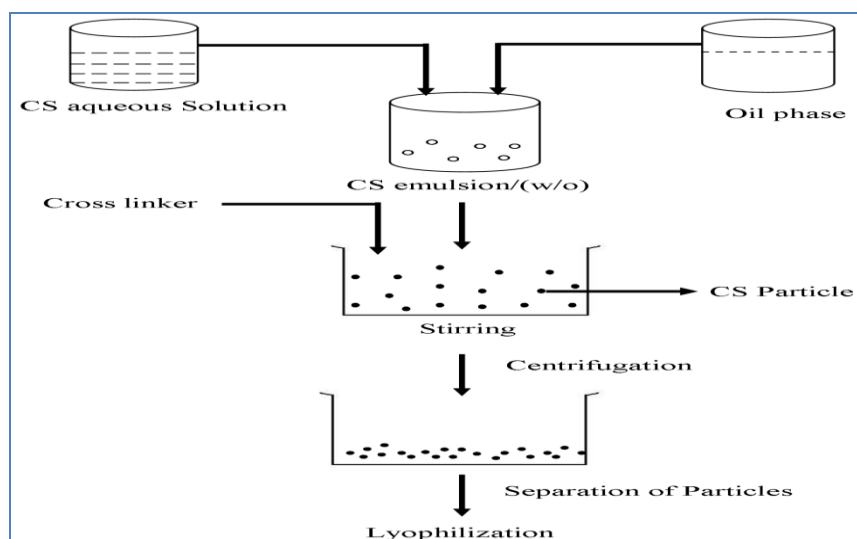 CS aqueous Solution
Oil phase
CS emulsion/(w/o)
Cross linker
CS Particle
Stirring
Centrifugation
Separation of Particles
Lyophilization